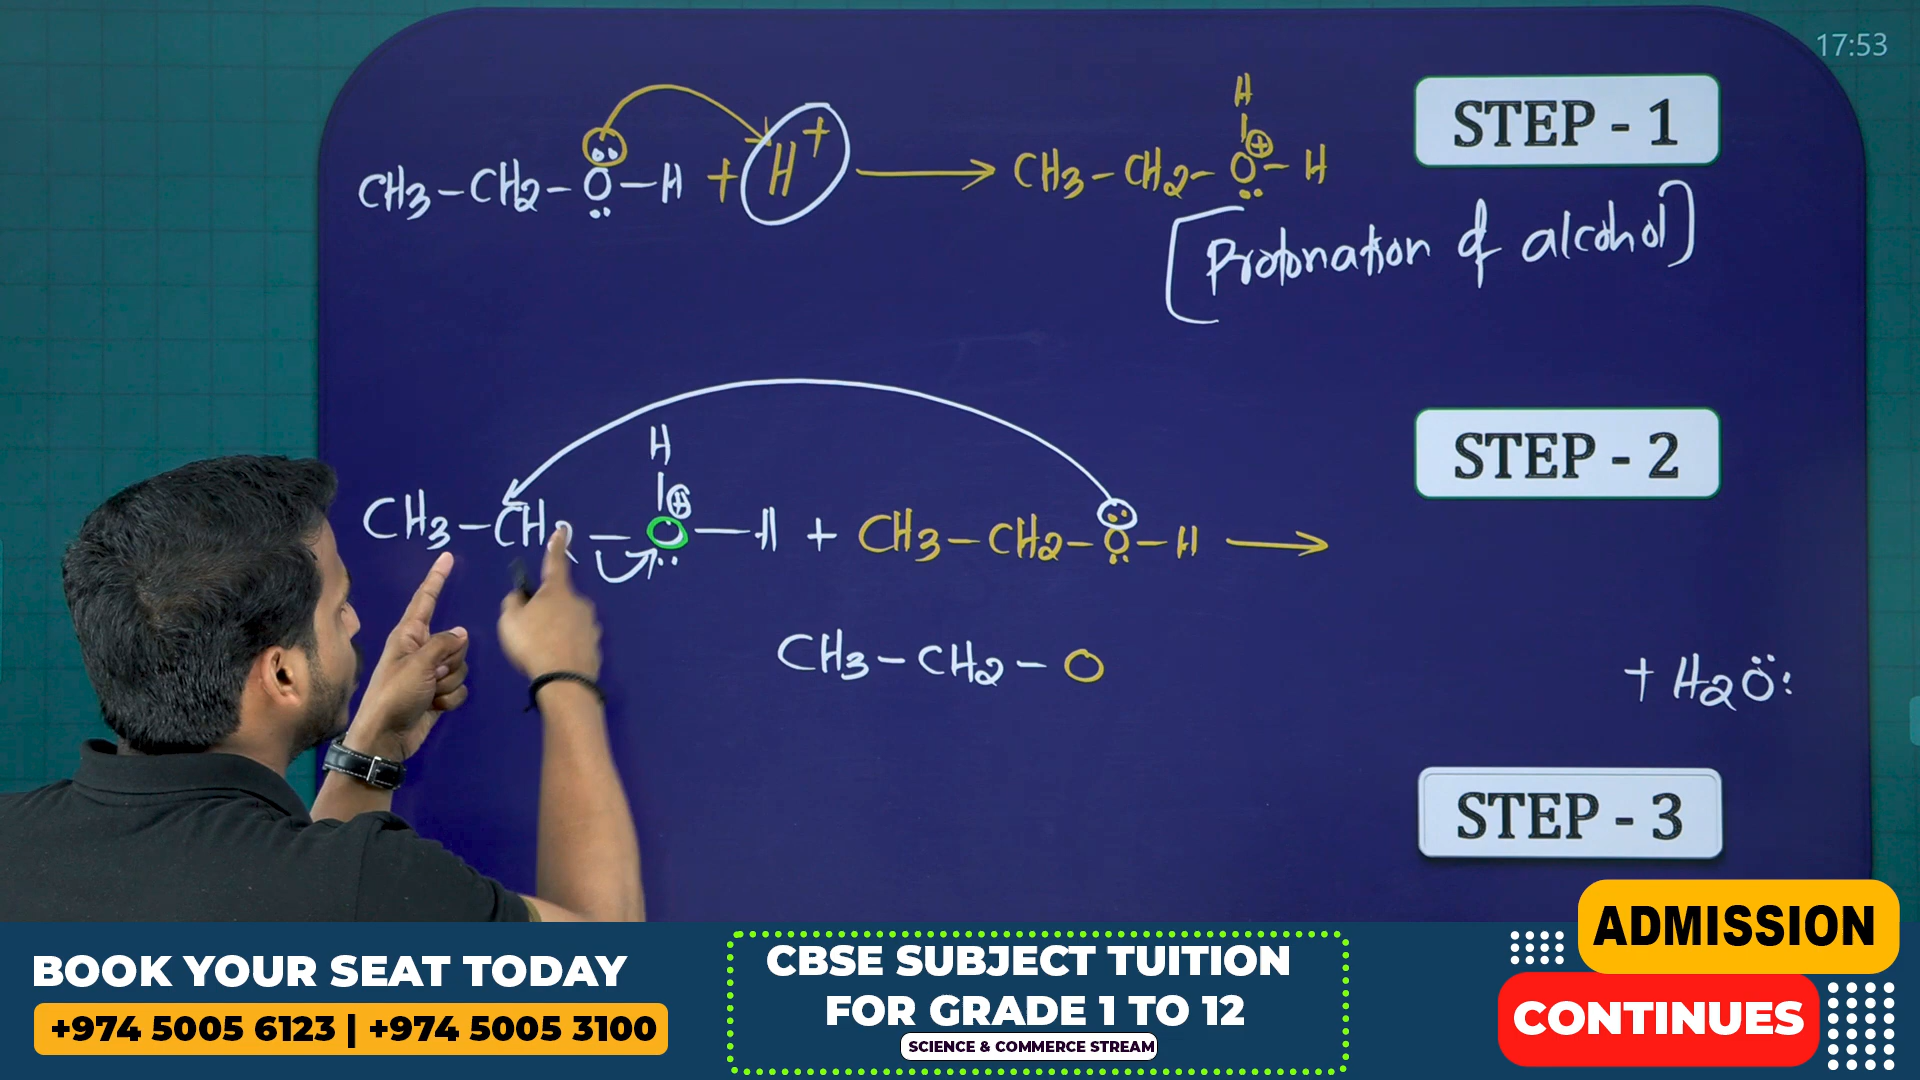 17:53
STEP - 1
H
CH3-CH2-Ö-H + H⁺ ⟶ CH3-CH2-O⊕-H
[Protonation of alcohol]
STEP - 2
H
CH3-CH2-O⊕-H + CH3-CH2-Ö-H ⟶
CH3-CH2-O
+ H2Ö:
STEP - 3
BOOK YOUR SEAT TODAY
+974 5005 6123 | +974 5005 3100
CBSE SUBJECT TUITION
FOR GRADE 1 TO 12
SCIENCE & COMMERCE STREAM
ADMISSION
CONTINUES